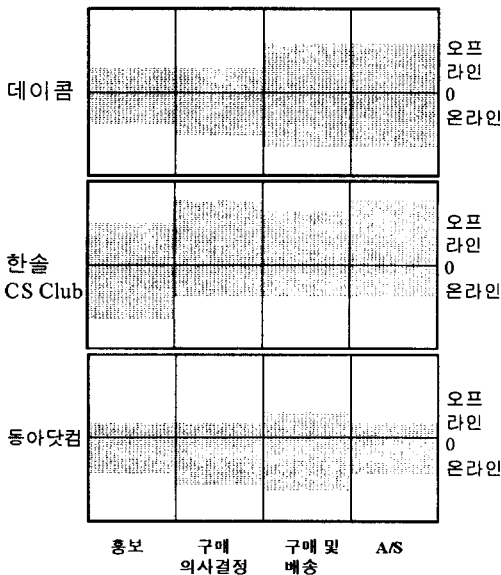 데이콤
오프
라인
0
온라인
한솔
CS Club
오프
라인
0
온라인
동아닷컴
오프
라인
0
온라인
홍보
구매
의사결정
구매 및
배송
A/S